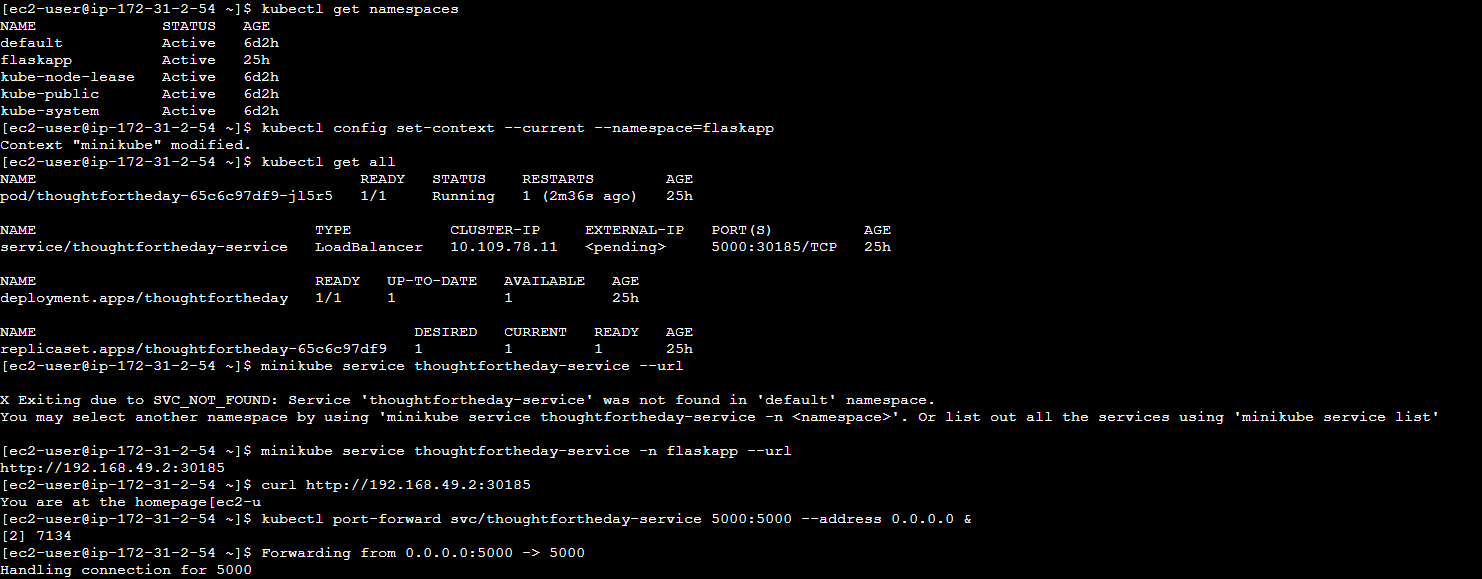 [ec2-user@ip-172-31-2-54 ~]$ kubectl get namespaces
NAME STATUS AGE
default Active 6d2h
flaskapp Active 25h
kube-node-lease Active 6d2h
kube-public Active 6d2h
kube-system Active 6d2h
[ec2-user@ip-172-31-2-54 ~]$ kubectl config set-context --current --namespace=flaskapp
Context "minikube" modified.
[ec2-user@ip-172-31-2-54 ~]$ kubectl get all
NAME READY STATUS RESTARTS AGE
pod/thoughtfortheday-65c6c97df9-jl5r5 1/1 Running 1 (2m36s ago) 25h
NAME TYPE CLUSTER-IP EXTERNAL-IP PORT(S) AGE
service/thoughtfortheday-service LoadBalancer 10.109.78.11 <pending> 5000:30185/TCP 25h
NAME READY UP-TO-DATE AVAILABLE AGE
deployment.apps/thoughtfortheday 1/1 1 1 25h
NAME DESIRED CURRENT READY AGE
replicaset.apps/thoughtfortheday-65c6c97df9 1 1 1 25h
[ec2-user@ip-172-31-2-54 ~]$ minikube service thoughtfortheday-service --url
X Exiting due to SVC_NOT_FOUND: Service 'thoughtfortheday-service' was not found in 'default' namespace.
You may select another namespace by using 'minikube service thoughtfortheday-service -n <namespace>'. Or list out all the services using 'minikube service list'
[ec2-user@ip-172-31-2-54 ~]$ minikube service thoughtfortheday-service -n flaskapp --url
http://192.168.49.2:30185
[ec2-user@ip-172-31-2-54 ~]$ curl http://192.168.49.2:30185
You are at the homepage[ec2-u
[ec2-user@ip-172-31-2-54 ~]$ kubectl port-forward svc/thoughtfortheday-service 5000:5000 --address 0.0.0.0 &
[2] 7134
[ec2-user@ip-172-31-2-54 ~]$ Forwarding from 0.0.0.0:5000 -> 5000
Handling connection for 5000